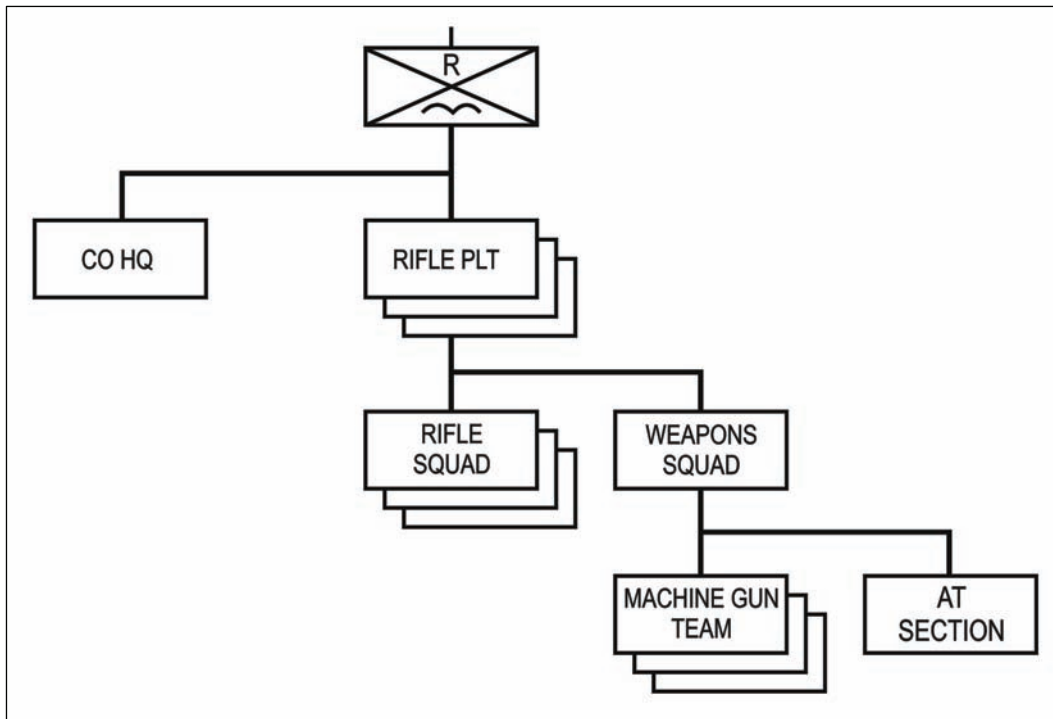 R
CO HQ
RIFLE PLT
RIFLE
SQUAD
WEAPONS
SQUAD
MACHINE GUN
TEAM
AT
SECTION